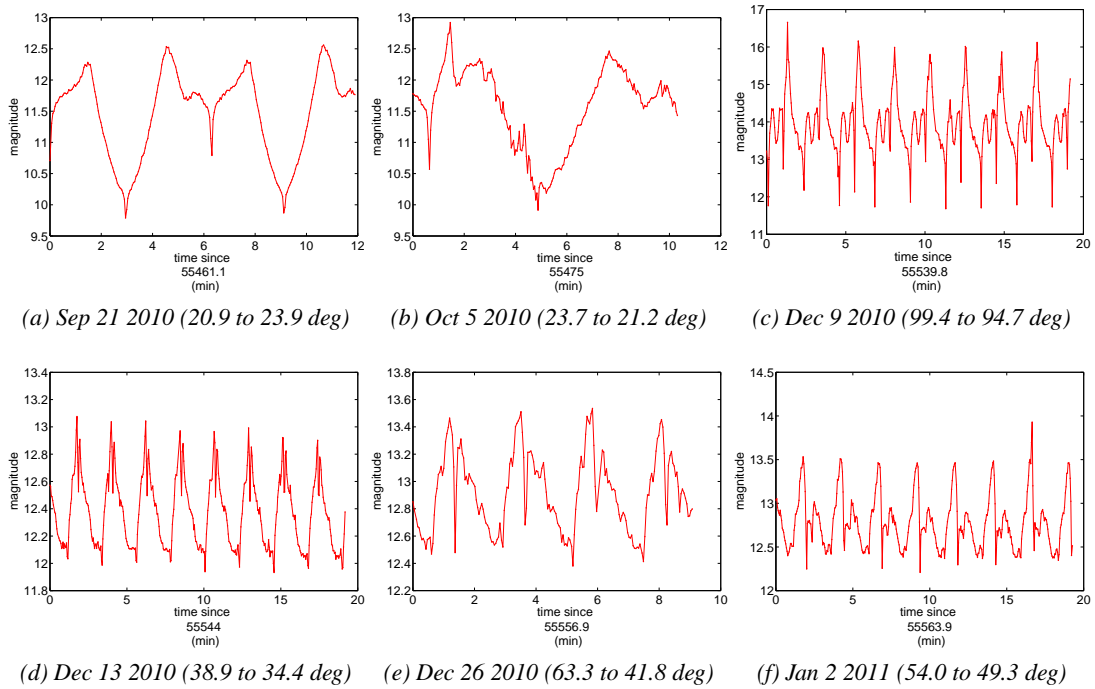 13
12.5
12
11.5
11
10.5
10
9.5
magnitude
0 2 4 6 8 10 12
time since
55461.1
(min)
(a) Sep 21 2010 (20.9 to 23.9 deg)
13
12.5
12
11.5
11
10.5
10
9.5
magnitude
0 2 4 6 8 10 12
time since
55475
(min)
(b) Oct 5 2010 (23.7 to 21.2 deg)
17
16
15
14
13
12
11
magnitude
0 5 10 15 20
time since
55539.8
(min)
(c) Dec 9 2010 (99.4 to 94.7 deg)
13.4
13.2
13
12.8
12.6
12.4
12.2
12
11.8
magnitude
0 5 10 15 20
time since
55544
(min)
(d) Dec 13 2010 (38.9 to 34.4 deg)
13.8
13.6
13.4
13.2
13
12.8
12.6
12.4
12.2
magnitude
0 2 4 6 8 10
time since
55556.9
(min)
(e) Dec 26 2010 (63.3 to 41.8 deg)
14.5
14
13.5
13
12.5
12
magnitude
0 5 10 15 20
time since
55563.9
(min)
(f) Jan 2 2011 (54.0 to 49.3 deg)